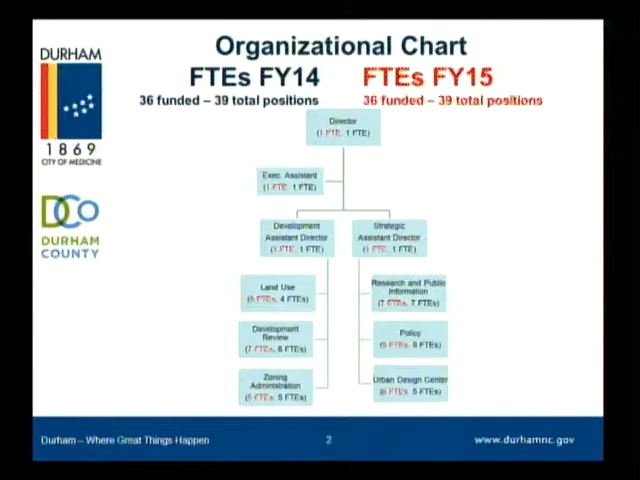 DURHAM
1869
CITY OF MEDICINE
DCO
DURHAM
COUNTY
Organizational Chart
FTEs FY14
FTEs FY15
36 funded – 39 total positions
36 funded – 39 total positions
Director
(1 FTE, 1 FTE)
Exec. Assistant
(1 FTE, 1 FTE)
Development
Assistant Director
(1 FTE, 1 FTE)
Strategic
Assistant Director
(1 FTE, 1 FTE)
Land Use
FTEs, 4 FTEs)
Development
Review
(7 FTEs, FTEs)
Zoning
Administration
FTEs, FTEs)
Research and Public
Information
(7 FTEs, 7 FTEs)
Policy
FTEs, FTEs)
Urban Design Center
FTEs, FTEs)
Durham – Where Great Things Happen
2
www.durhamnc.gov